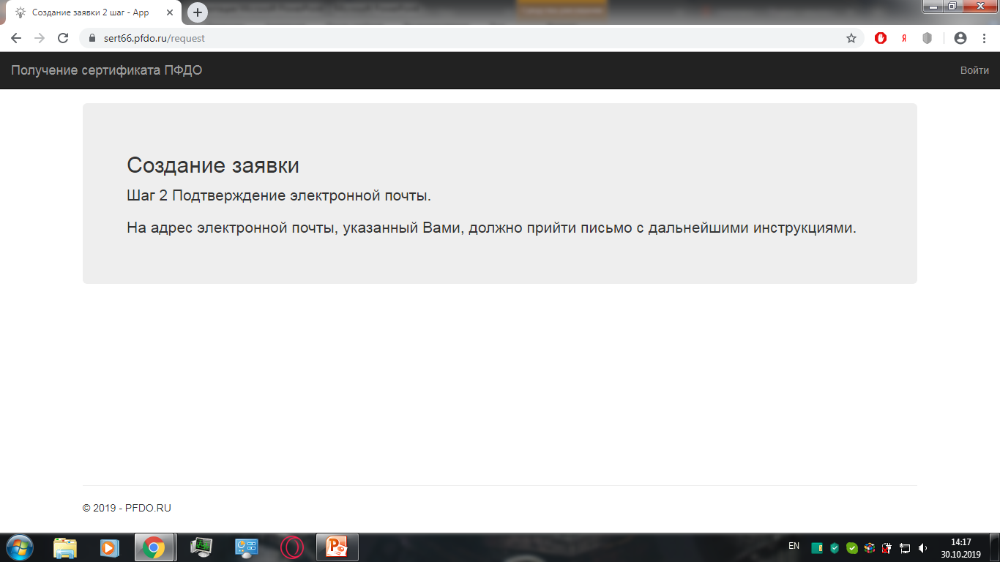 Создание заявки 2 шаг - App
sert66.pfdo.ru/request
Получение сертификата ПФДО
Войти
Создание заявки
Шаг 2 Подтверждение электронной почты.
На адрес электронной почты, указанный Вами, должно прийти письмо с дальнейшими инструкциями.
© 2019 - PFDO.RU
EN
14:17
30.10.2019